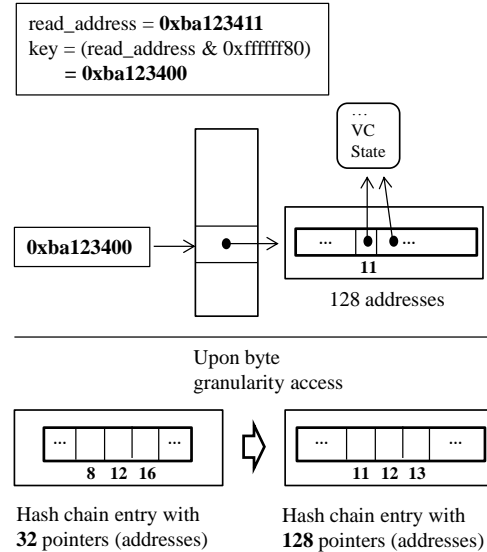 read_address = 0xba123411
key = (read_address & 0xffffff80)
= 0xba123400
...
VC
State
0xba123400
... ...
11
128 addresses
Upon byte
granularity access
... ...
8 12 16
... ...
11 12 13
Hash chain entry with
32 pointers (addresses)
Hash chain entry with
128 pointers (addresses)